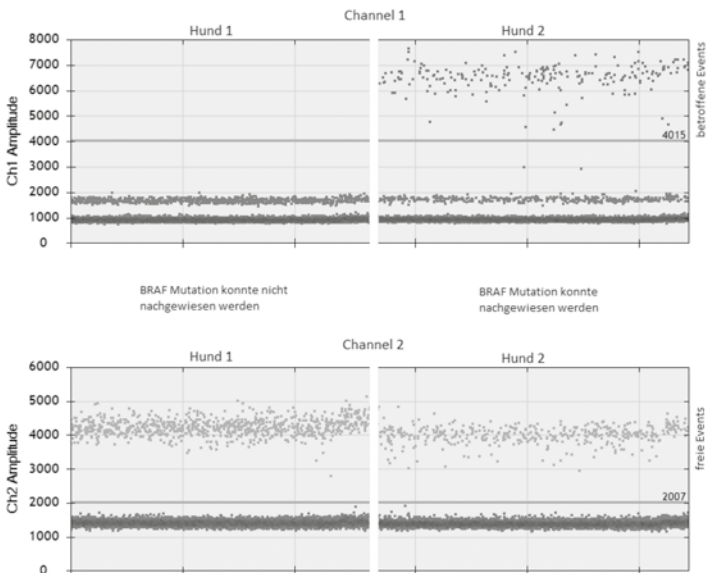 Channel 1
Hund 1
Hund 2
8000
7000
6000
5000
4000
3000
2000
1000
0
Ch1 Amplitude
4015
betroffene Events
BRAF Mutation konnte nicht
nachgewiesen werden
BRAF Mutation konnte
nachgewiesen werden
Channel 2
Hund 1
Hund 2
6000
5000
4000
3000
2000
1000
0
Ch2 Amplitude
2007
freie Events